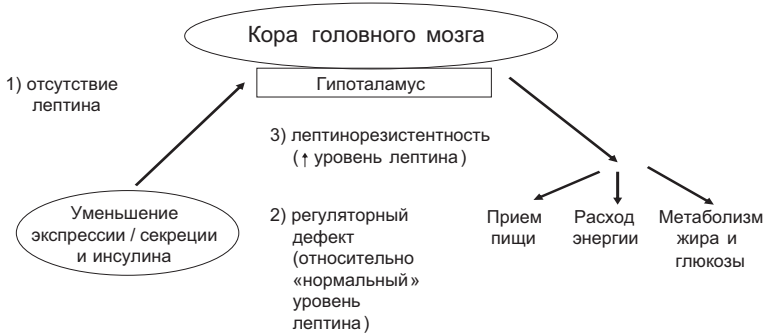 Кора головного мозга
Гипоталамус
1) отсутствие
лептина
3) лептинорезистентность
(↑ уровень лептина)
Уменьшение
экспрессии / секреции
и инсулина
2) регуляторный
дефект
(относительно
«нормальный»
уровень
лептина)
Прием
пищи
Расход
энергии
Метаболизм
жира и
глюкозы